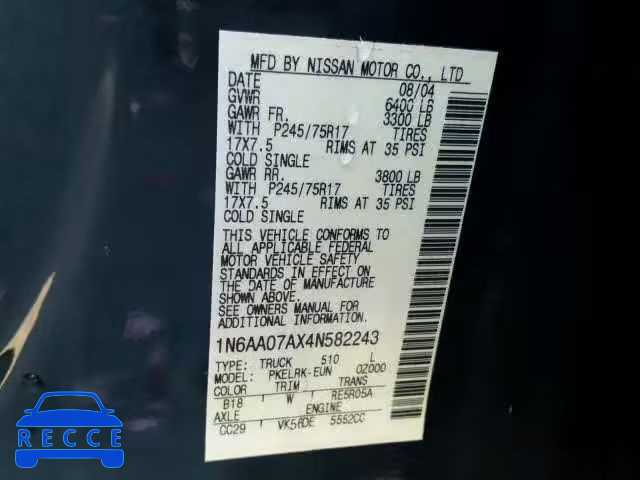 MFD BY NISSAN MOTOR CO., LTD
DATE 08/04
GVWR 6400 LB
GAWR FR. 3300 LB
WITH P245/75R17 TIRES
17X7.5 RIMS AT 35 PSI
COLD SINGLE
GAWR RR. 3800 LB
WITH P245/75R17 TIRES
17X7.5 RIMS AT 35 PSI
COLD SINGLE
THIS VEHICLE CONFORMS TO
ALL APPLICABLE FEDERAL
MOTOR VEHICLE SAFETY
STANDARDS IN EFFECT ON
THE DATE OF MANUFACTURE
SHOWN ABOVE.
SEE OWNERS MANUAL FOR
ADDITIONAL INFORMATION.
1N6AA07AX4N582243
TYPE: TRUCK 510 L
MODEL: PKELRK-EUN 0Z000
COLOR TRIM TRANS
B18 W RE5R05A
AXLE ENGINE
CC29 VK56DE 5552CC
RECCE